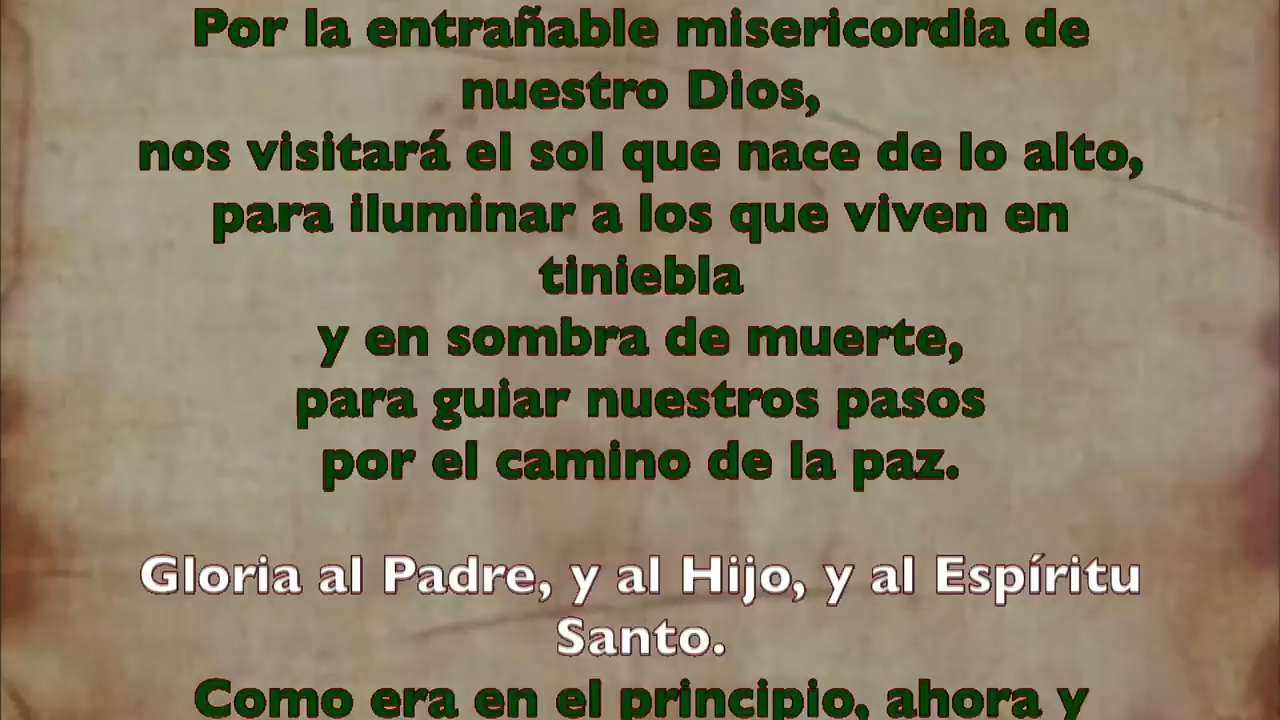 Por la entrañable misericordia de
nuestro Dios,
nos visitará el sol que nace de lo alto,
para iluminar a los que viven en
tiniebla
y en sombra de muerte,
para guiar nuestros pasos
por el camino de la paz.
Gloria al Padre, y al Hijo, y al Espíritu
Santo.
Como era en el principio, ahora y